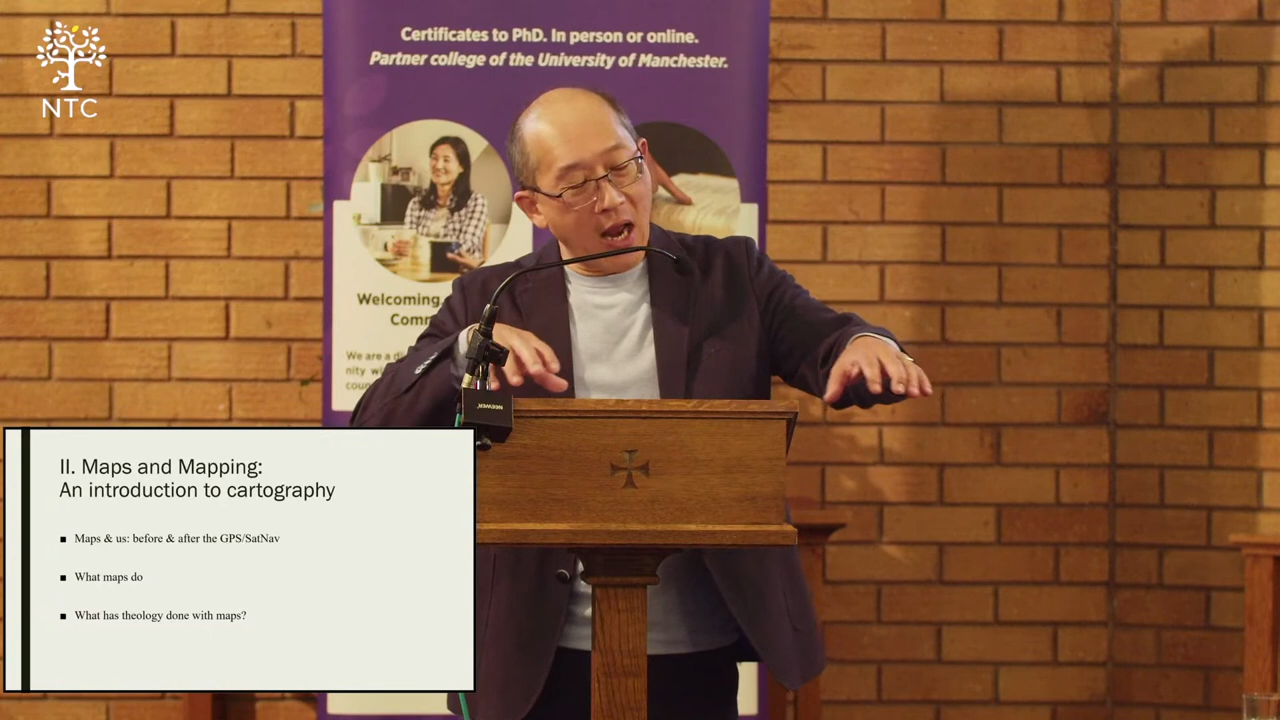 NTC
Certificates to PhD. In person or online.
Partner college of the University of Manchester.
Welcoming,
We are a
nity
NEEWER
II. Maps and Mapping:
An introduction to cartography
■ Maps & us: before & after the GPS/SatNav
■ What maps do
■ What has theology done with maps?